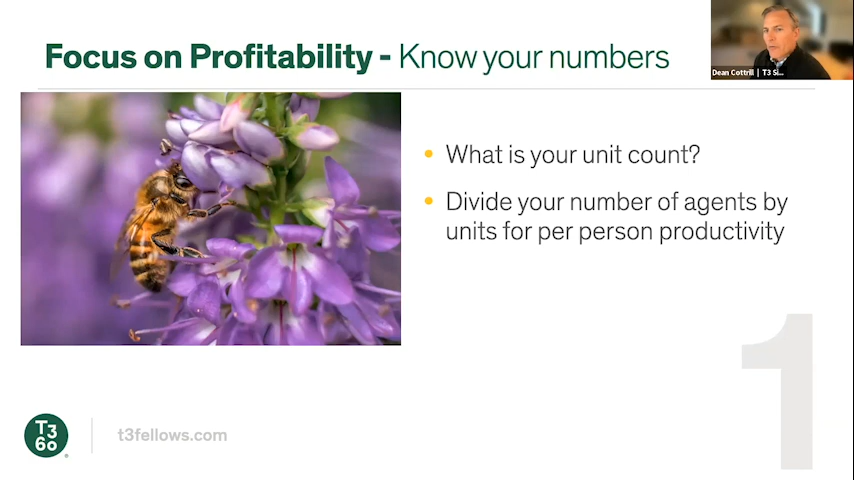 Focus on Profitability - Know your numbers
Dean Cottrill | T3 Si...
What is your unit count?
Divide your number of agents by
units for per person productivity
1
T3
60
t3fellows.com